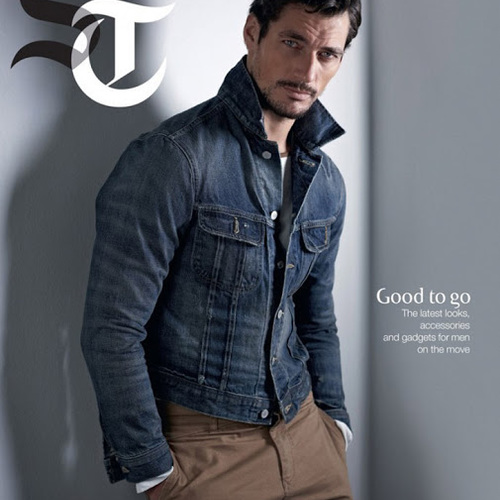 ST
Good to go
The latest looks,
accessories
and gadgets for men
on the move